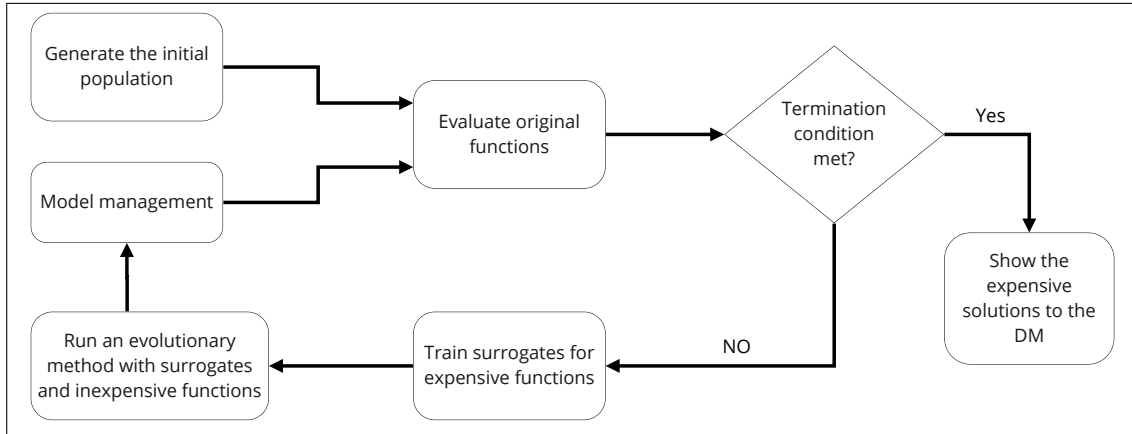 Generate the initial
population
Evaluate original
functions
Termination
condition
met?
Yes
Model management
Show the
expensive
solutions to the
DM
NO
Train surrogates for
expensive functions
Run an evolutionary
method with surrogates
and inexpensive functions